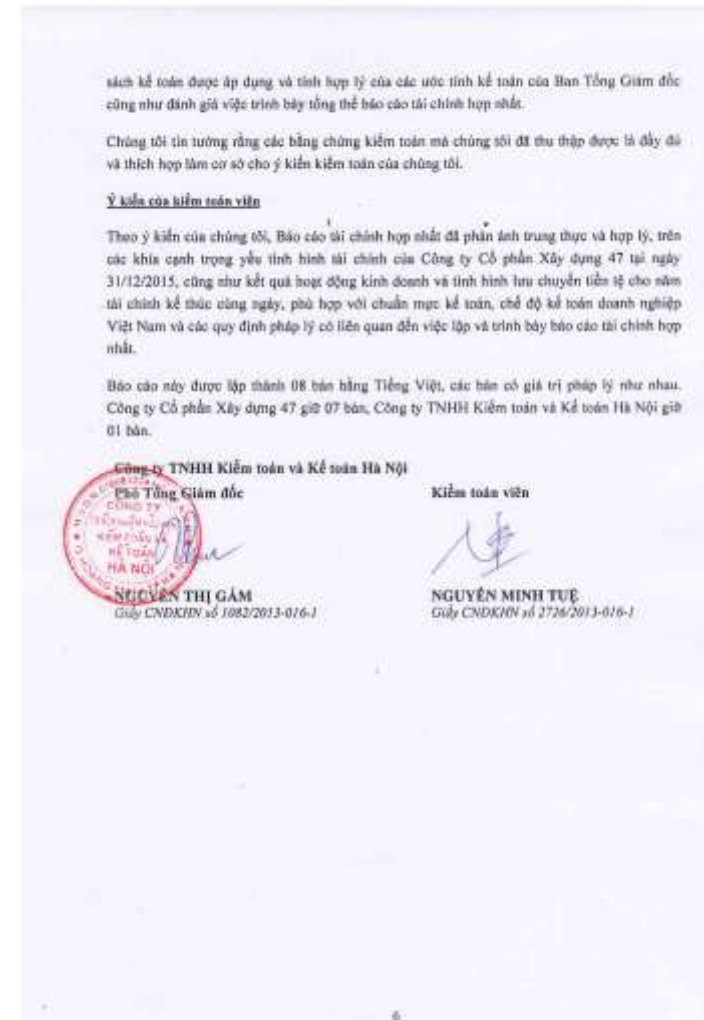 sách kế toán được áp dụng và tính hợp lý của các ước tính kế toán của Ban Tổng Giám đốc
cũng như đánh giá việc trình bày tổng thể báo cáo tài chính hợp nhất.
Chúng tôi tin tưởng rằng các bằng chứng kiểm toán mà chúng tôi đã thu thập được là đầy đủ
và thích hợp làm cơ sở cho ý kiến kiểm toán của chúng tôi.
Ý kiến của kiểm toán viên
Theo ý kiến của chúng tôi, Báo cáo tài chính hợp nhất đã phản ánh trung thực và hợp lý, trên
các khía cạnh trọng yếu tình hình tài chính của Công ty Cổ phần Xây dựng 47 tại ngày
31/12/2015, cũng như kết quả hoạt động kinh doanh và tình hình lưu chuyển tiền tệ cho năm
tài chính kế thúc cùng ngày, phù hợp với chuẩn mực kế toán, chế độ kế toán doanh nghiệp
Việt Nam và các quy định pháp lý có liên quan đến việc lập và trình bày báo cáo tài chính hợp
nhất.
Báo cáo này được lập thành 08 bản bằng Tiếng Việt, các bản có giá trị pháp lý như nhau.
Công ty Cổ phần Xây dựng 47 giữ 07 bản, Công ty TNHH Kiểm toán và Kế toán Hà Nội giữ
01 bản.
Công ty TNHH Kiểm toán và Kế toán Hà Nội
Phó Tổng Giám đốc Kiểm toán viên
CÔNG TY
KIỂM TOÁN VÀ
KẾ TOÁN
HÀ NỘI
NGUYỄN THỊ GẤM NGUYỄN MINH TUỆ
Giấy CNDKHN số 1082/2013-016-1 Giấy CNDKHN số 2726/2013-016-1
6